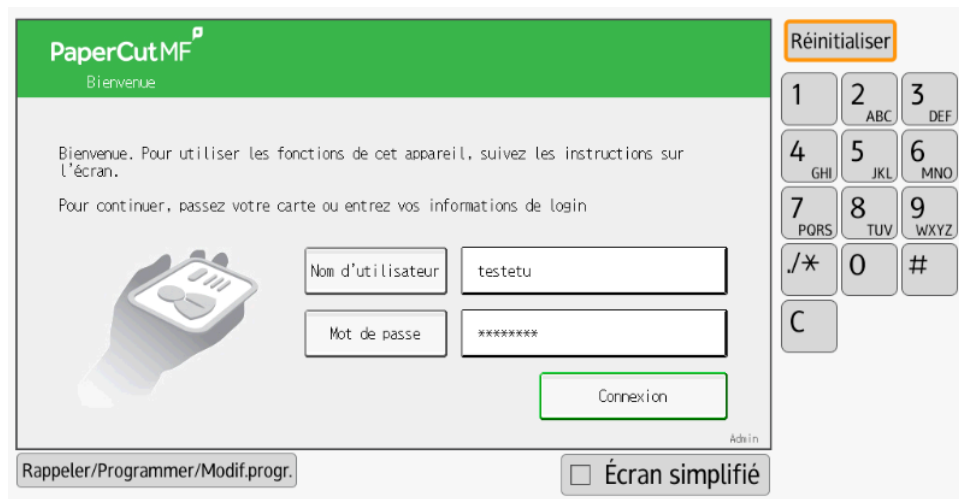 PaperCut MF
Bienvenue
Bienvenue. Pour utiliser les fonctions de cet appareil, suivez les instructions sur
l'écran.
Pour continuer, passez votre carte ou entrez vos informations de login
Nom d'utilisateur
testetu
Mot de passe
********
Connexion
Admin
Rappeler/Programmer/Modif.progr.
Écran simplifié
Réinitialiser
1
2 ABC
3 DEF
4 GHI
5 JKL
6 MNO
7 PQRS
8 TUV
9 WXYZ
./*
0
#
C